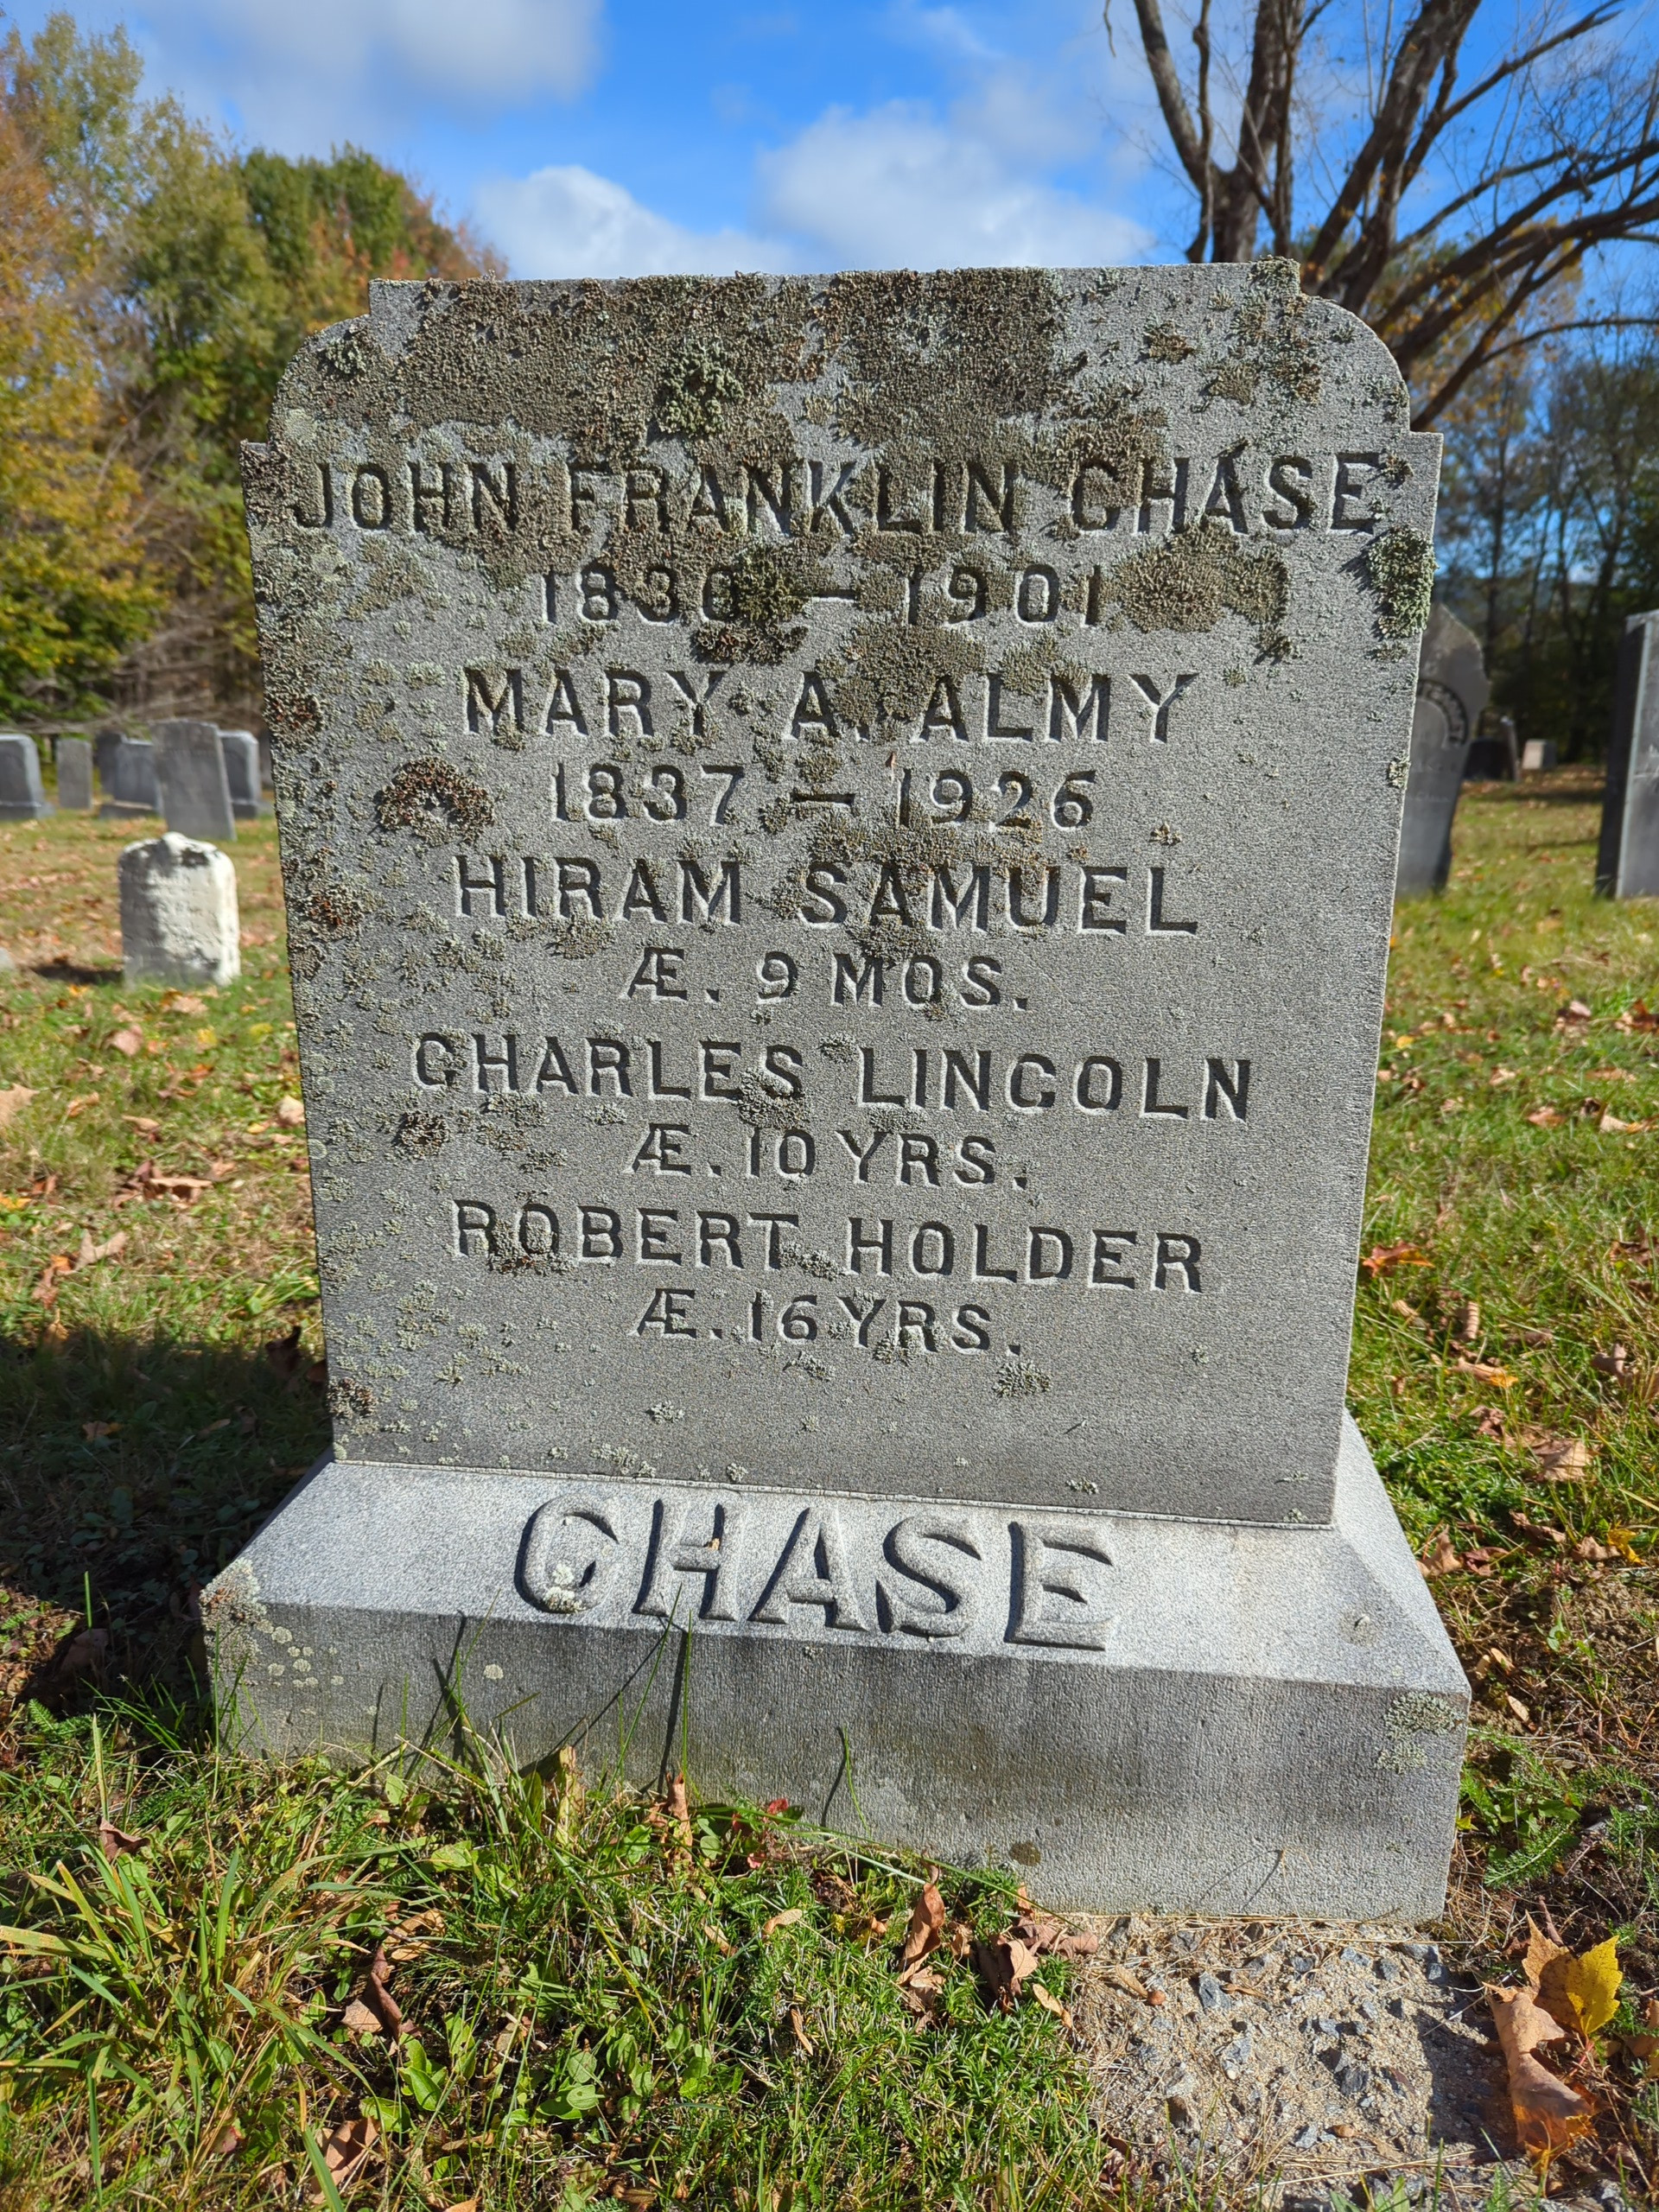 JOHN FRANKLIN CHASE
1830 — 1901
MARY A. ALMY
1837 — 1926
HIRAM SAMUEL
Æ. 9 MOS.
CHARLES LINCOLN
Æ. 10 YRS.
ROBERT HOLDER
Æ. 16 YRS.
CHASE